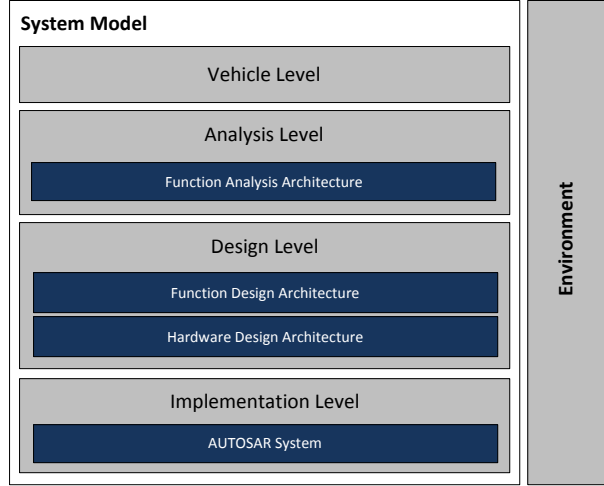 System Model
Vehicle Level
Analysis Level
Function Analysis Architecture
Design Level
Function Design Architecture
Hardware Design Architecture
Implementation Level
AUTOSAR System
Environment